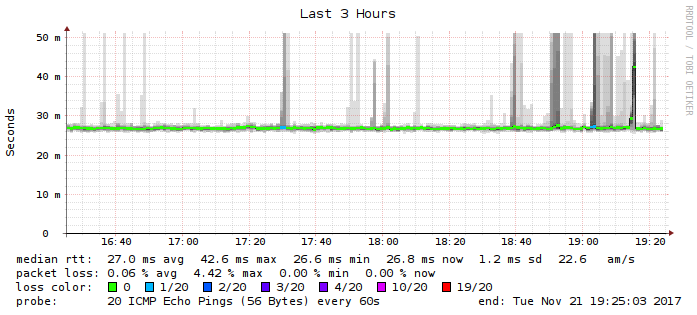 Last 3 Hours
RRDTOOL / TOBI OETIKER
Seconds
50 m
40 m
30 m
20 m
10 m
0
16:40 17:00 17:20 17:40 18:00 18:20 18:40 19:00 19:20
median rtt: 27.0 ms avg 42.6 ms max 26.6 ms min 26.8 ms now 1.2 ms sd 22.6 am/s
packet loss: 0.06 % avg 4.42 % max 0.00 % min 0.00 % now
loss color: 0 1/20 2/20 3/20 4/20 10/20 19/20
probe: 20 ICMP Echo Pings (56 Bytes) every 60s end: Tue Nov 21 19:25:03 2017